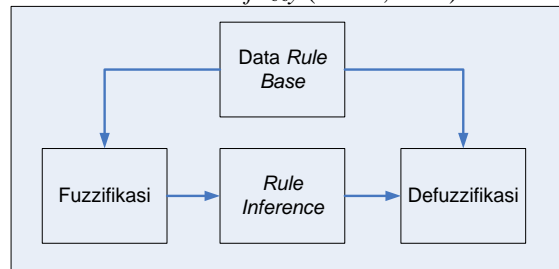 Data Rule
Base
Fuzzifikasi
Rule
Inference
Defuzzifikasi